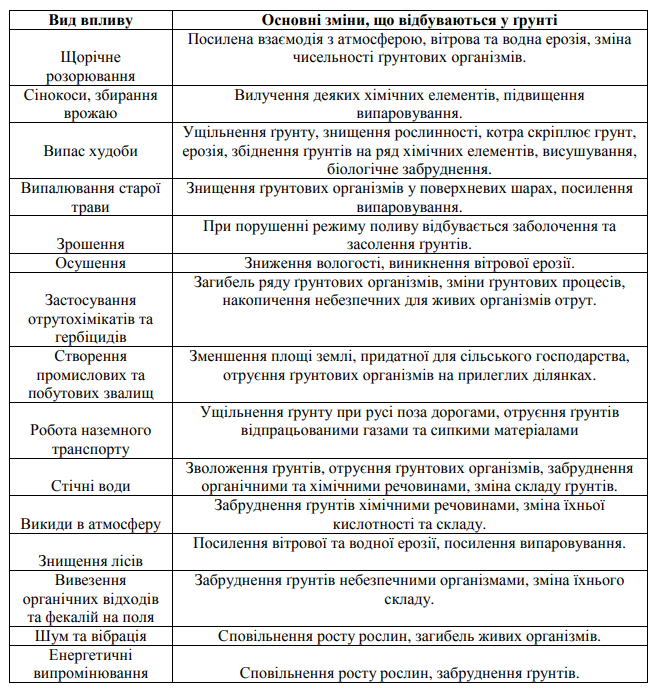 Вид впливу
Основні зміни, що відбуваються у ґрунті
Щорічне
розорювання
Посилена взаємодія з атмосферою, вітрова та водна ерозія, зміна
чисельності ґрунтових організмів.
Сінокоси, збирання
врожаю
Вилучення деяких хімічних елементів, підвищення
випаровування.
Випас худоби
Ущільнення ґрунту, знищення рослинності, котра скріплює грунт,
ерозія, збіднення ґрунтів на ряд хімічних елементів, висушування,
біологічне забруднення.
Випалювання старої
трави
Знищення ґрунтових організмів у поверхневих шарах, посилення
випаровування.
Зрошення
При порушенні режиму поливу відбувається заболочення та
засолення ґрунтів.
Осушення
Зниження вологості, виникнення вітрової ерозії.
Застосування
отрутохімікатів та
гербіцидів
Загибель ряду ґрунтових організмів, зміни ґрунтових процесів,
накопичення небезпечних для живих організмів отрут.
Створення
промислових та
побутових звалищ
Зменшення площі землі, придатної для сільського господарства,
отруєння ґрунтових організмів на прилеглих ділянках.
Робота наземного
транспорту
Ущільнення ґрунту при русі поза дорогами, отруєння ґрунтів
відпрацьованими газами та сипкими матеріалами
Стічні води
Зволоження ґрунтів, отруєння ґрунтових організмів, забруднення
органічними та хімічними речовинами, зміна складу ґрунтів.
Викиди в атмосферу
Забруднення ґрунтів хімічними речовинами, зміна їхньої
кислотності та складу.
Знищення лісів
Посилення вітрової та водної ерозії, посилення випаровування.
Вивезення
органічних відходів
та фекалій на поля
Забруднення ґрунтів небезпечними організмами, зміна їхнього
складу.
Шум та вібрація
Сповільнення росту рослин, загибель живих організмів.
Енергетичні
випромінювання
Сповільнення росту рослин, забруднення ґрунтів.